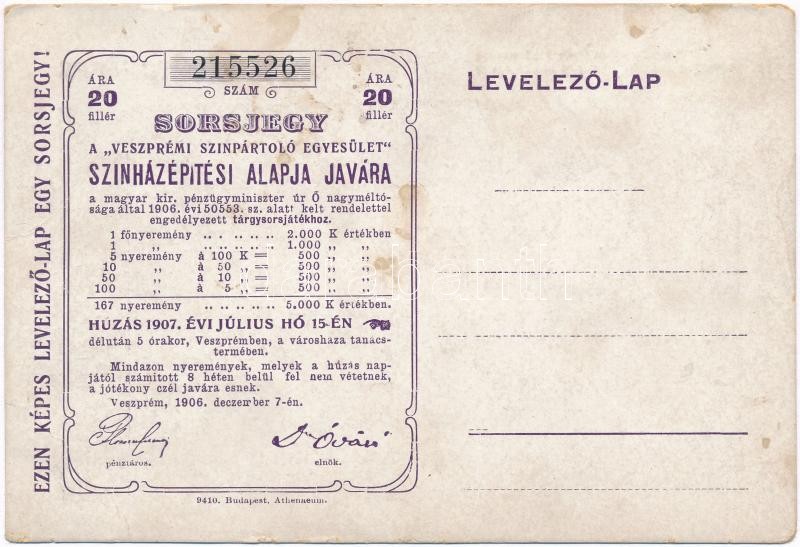 EZEN KÉPES LEVELEZŐ-LAP EGY SORSJEGY!
215526
SZÁM
ÁRA
20
fillér
ÁRA
20
fillér
SORSJEGY
A „VESZPRÉMI SZINPÁRTOLÓ EGYESÜLET“
SZINHÁZÉPITÉSI ALAPJA JAVÁRA
a magyar kir. pénzügyminiszter úr Ő nagyméltó-
sága által 1906. évi 50553. sz. alatt kelt rendelettel
engedélyezett tárgysorsjátékhoz.
1 főnyeremény .. .. .. .. .. 2.000 K értékben
1 „ .. .. .. .. .. 1.000 „ „
5 nyeremény à 100 K = 500 „ „
10 „ à 50 „ = 500 „ „
50 „ à 10 „ = 500 „ „
100 „ à 5 „ = 500 „ „
167 nyeremény .. .. .. .. .. 5.000 K értékben.
HÚZÁS 1907. ÉVI JÚLIUS HÓ 15-ÉN
délután 5 órakor, Veszprémben, a városháza tanács-
termében.
Mindazon nyeremények, melyek a húzás nap-
jától számított 8 héten belül fel nem vétetnek,
a jótékony czél javára esnek.
Veszprém, 1906. deczember 7-én.
Dr Óvári
pénztáros.
elnök.
9410. Budapest, Athenaeum.
LEVELEZŐ-LAP